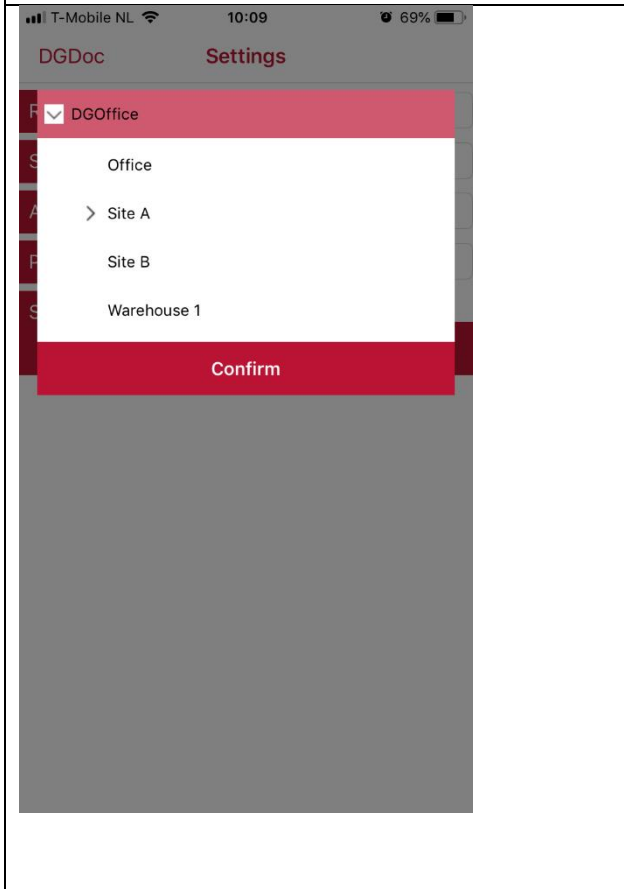 T-Mobile NL 10:09 69%
DGDoc Settings
DGOffice
Office
Site A
Site B
Warehouse 1
Confirm